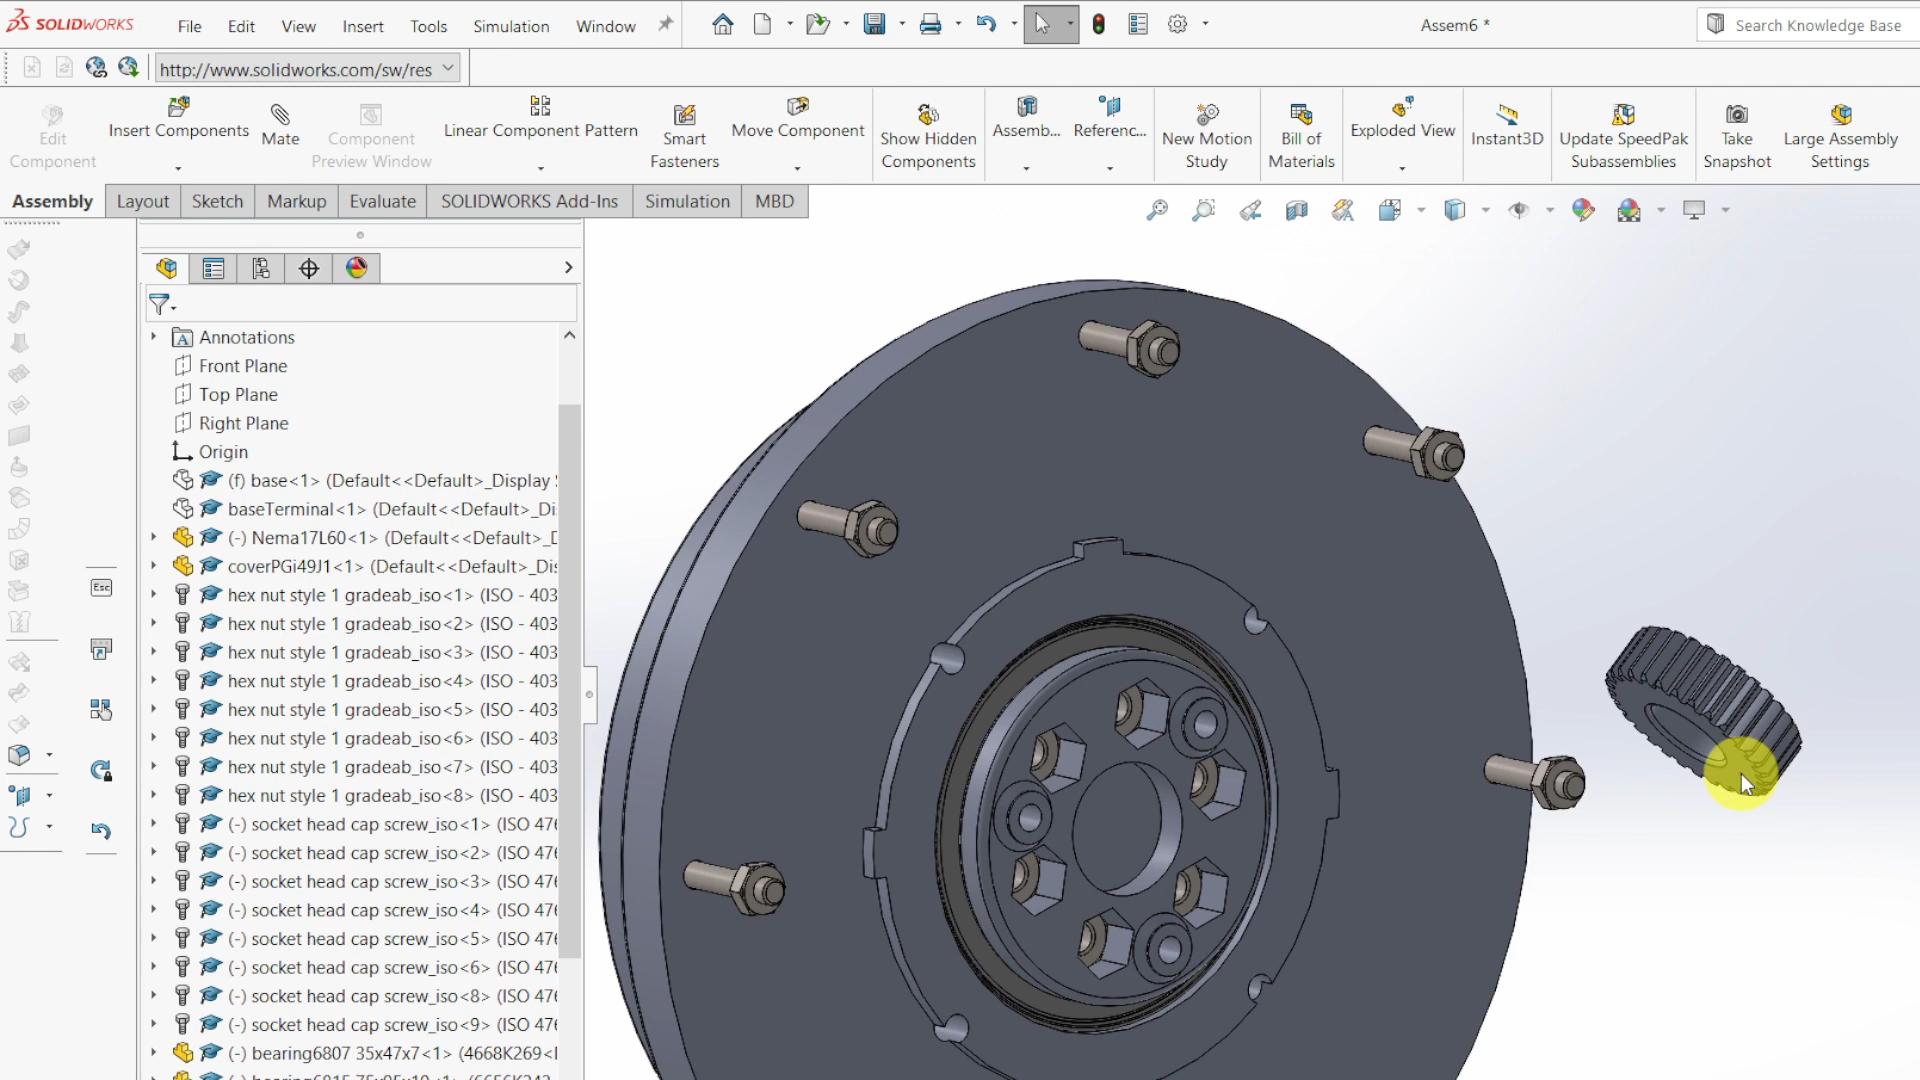 SOLIDWORKS File Edit View Insert Tools Simulation Window Assem6 * Search Knowledge Base
http://www.solidworks.com/sw/res
Edit Component
Insert Components
Mate
Component Preview Window
Linear Component Pattern
Smart Fasteners
Move Component
Show Hidden Components
Assemb...
Referenc...
New Motion Study
Bill of Materials
Exploded View
Instant3D
Update SpeedPak Subassemblies
Take Snapshot
Large Assembly Settings
Assembly Layout Sketch Markup Evaluate SOLIDWORKS Add-Ins Simulation MBD
Annotations
Front Plane
Top Plane
Right Plane
Origin
(f) base<1> (Default<<Default>_Display
baseTerminal<1> (Default<<Default>_Di
(-) Nema17L60<1> (Default<<Default>_
coverPGi49J1<1> (Default<<Default>_Dis
hex nut style 1 gradeab_iso<1> (ISO - 403
hex nut style 1 gradeab_iso<2> (ISO - 403
hex nut style 1 gradeab_iso<3> (ISO - 403
hex nut style 1 gradeab_iso<4> (ISO - 403
hex nut style 1 gradeab_iso<5> (ISO - 403
hex nut style 1 gradeab_iso<6> (ISO - 403
hex nut style 1 gradeab_iso<7> (ISO - 403
hex nut style 1 gradeab_iso<8> (ISO - 403
(-) socket head cap screw_iso<1> (ISO 476
(-) socket head cap screw_iso<2> (ISO 476
(-) socket head cap screw_iso<3> (ISO 476
(-) socket head cap screw_iso<4> (ISO 476
(-) socket head cap screw_iso<5> (ISO 476
(-) socket head cap screw_iso<6> (ISO 476
(-) socket head cap screw_iso<8> (ISO 476
(-) socket head cap screw_iso<9> (ISO 476
(-) bearing6807 35x47x7<1> (4668K269<
Esc